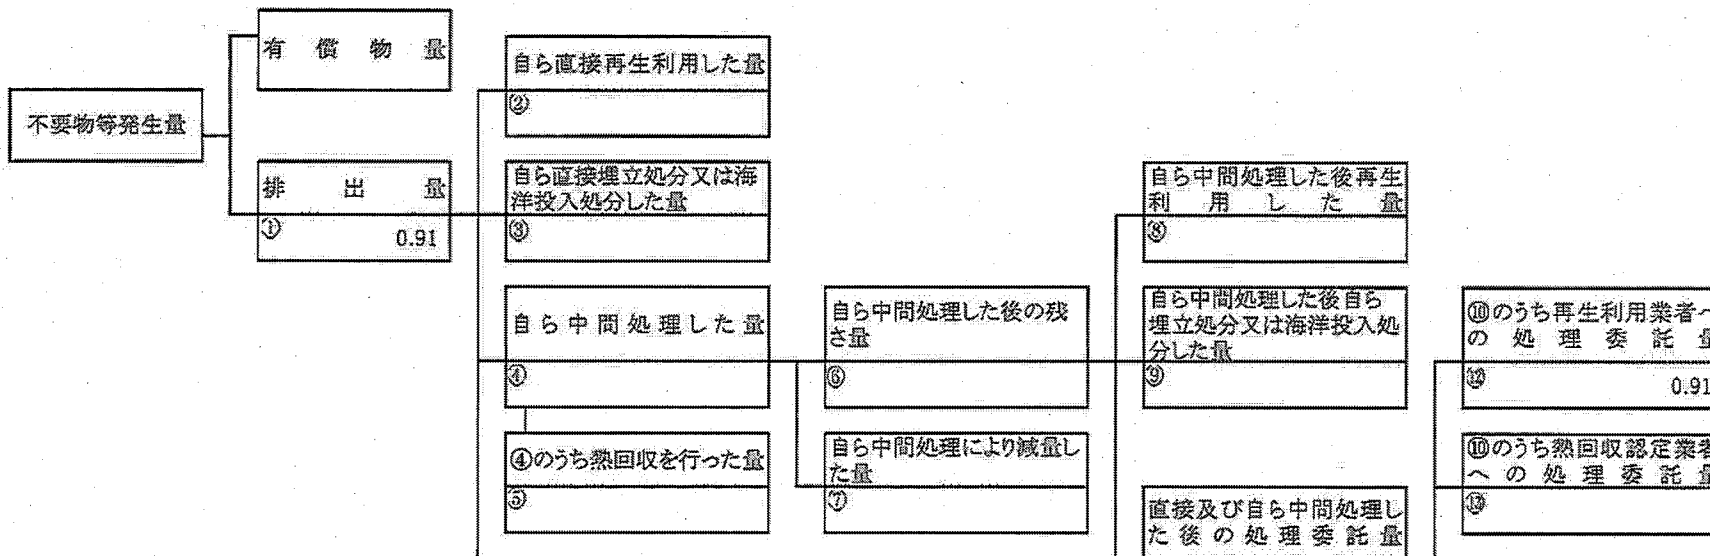 不要物等発生量
有償物量
排出量
①
0.91
自ら直接再生利用した量
②
自ら直接埋立処分又は海
洋投入処分した量
③
自ら中間処理した量
④
④のうち熱回収を行った量
⑤
自ら中間処理した後の残
さ量
⑥
自ら中間処理により減量し
た量
⑦
自ら中間処理した後再生
利用した量
⑧
自ら中間処理した後自ら
埋立処分又は海洋投入処
分した量
⑨
直接及び自ら中間処理し
た後の処理委託量
⑩のうち再生利用業者へ
の処理委託量
⑫
0.91
⑩のうち熱回収認定業者
への処理委託量
⑬